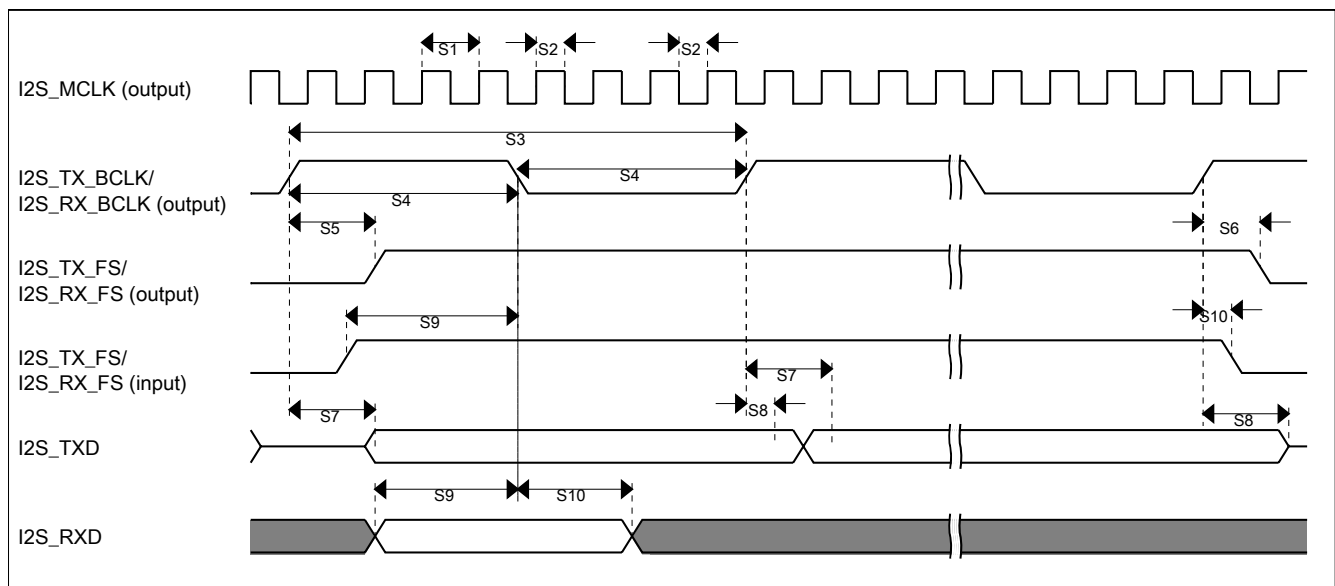 S1
S2
S2
I2S_MCLK (output)
S3
I2S_TX_BCLK/
I2S_RX_BCLK (output)
S4
S4
S5
S6
I2S_TX_FS/
I2S_RX_FS (output)
S9
S10
I2S_TX_FS/
I2S_RX_FS (input)
S7
S7
S8
S8
I2S_TXD
S9
S10
I2S_RXD